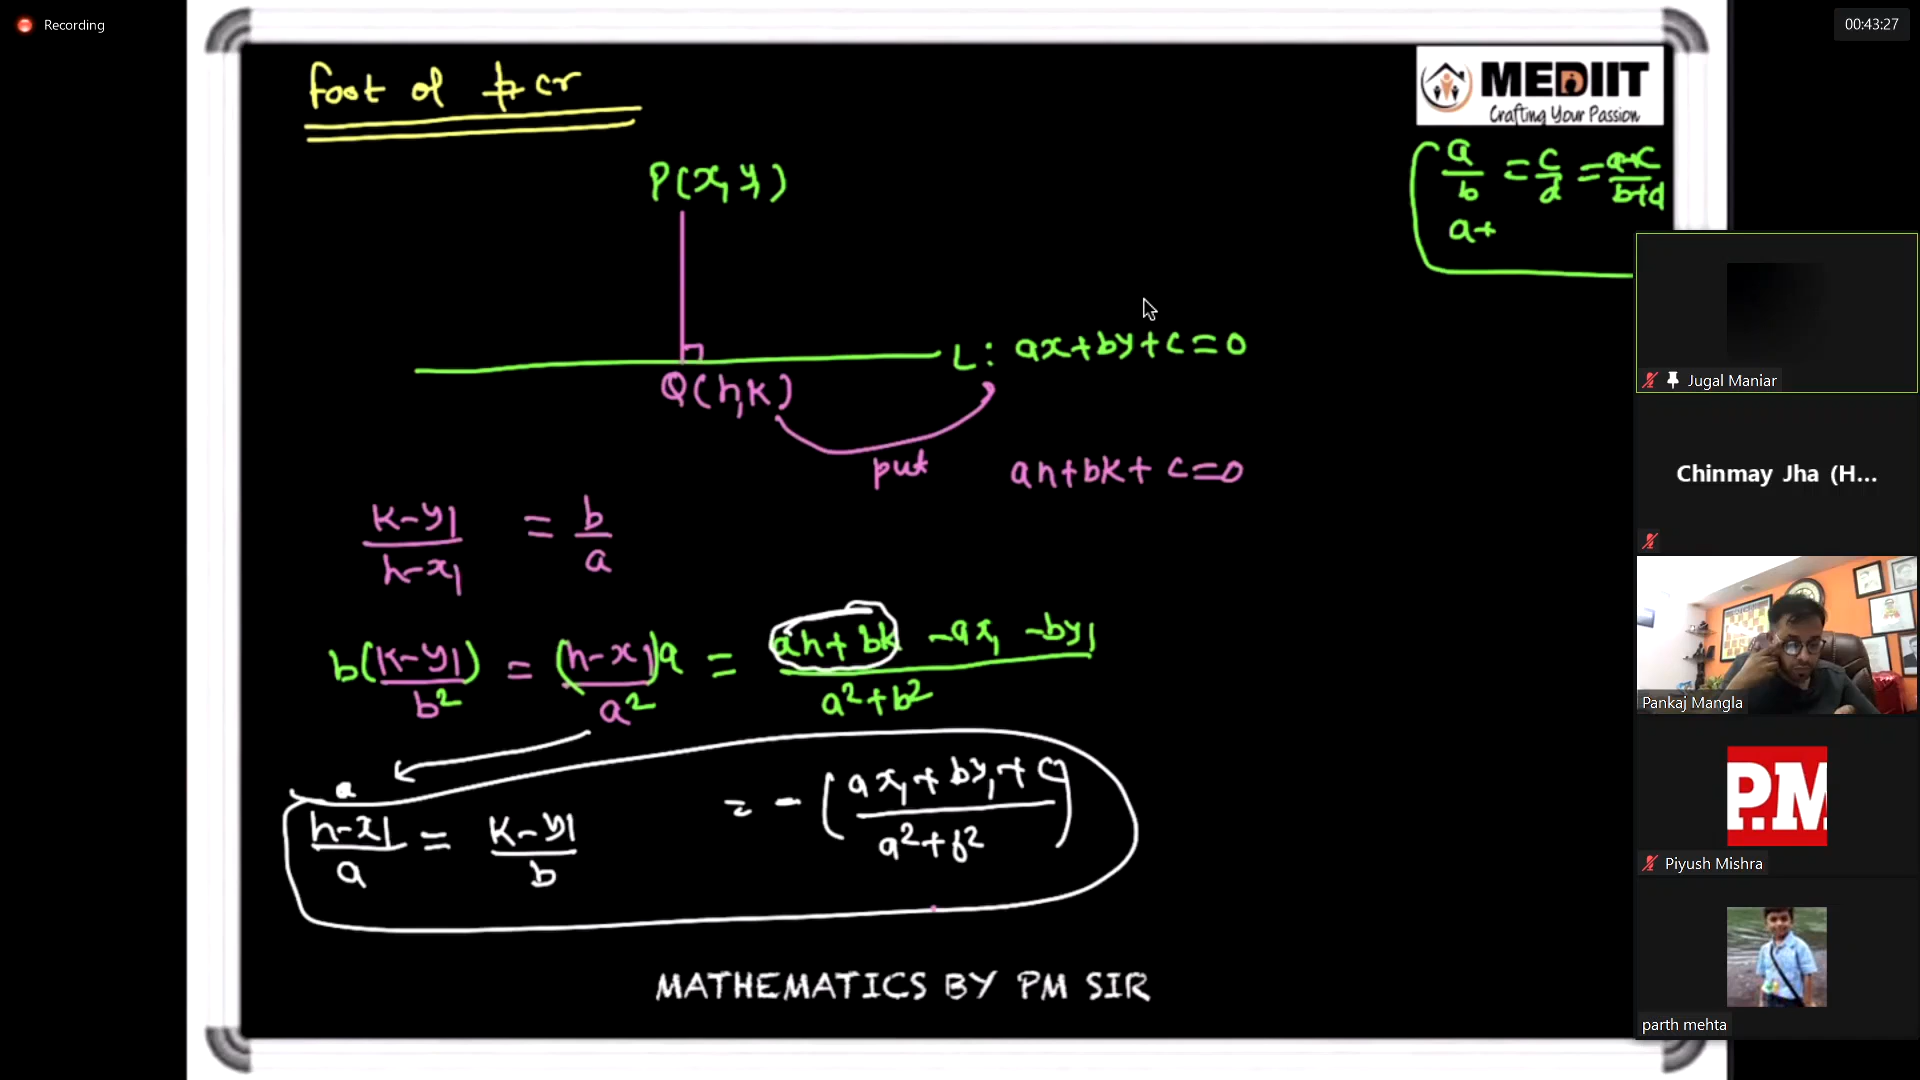 Recording
00:43:27
foot of ⊥cr
MEDIIT
Crafting Your Passion
a/b = c/d = a+c/b+d
a+
P(x₁, y₁)
L: ax+by+c=0
Q(h,k)
put
ah+bk+c=0
k-y₁/h-x₁ = b/a
b(k-y₁)/b² = (h-x₁)a/a² = ah+bk -ax₁ -by₁/a²+b²
a
h-x₁/a = k-y₁/b = -(ax₁+by₁+c/a²+b²)
MATHEMATICS BY PM SIR
Jugal Maniar
Chinmay Jha (H...
Pankaj Mangla
P.M
Piyush Mishra
parth mehta